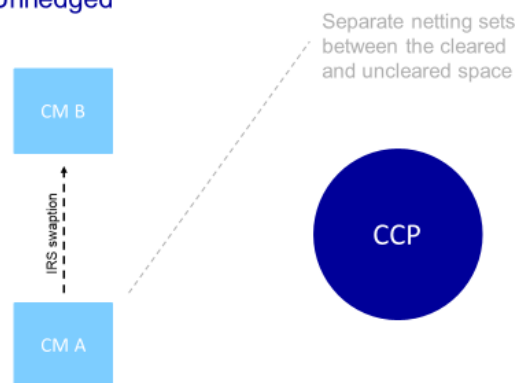 Unhedged
Separate netting sets
between the cleared
and uncleared space
CM B
IRS swaption
CCP
CM A